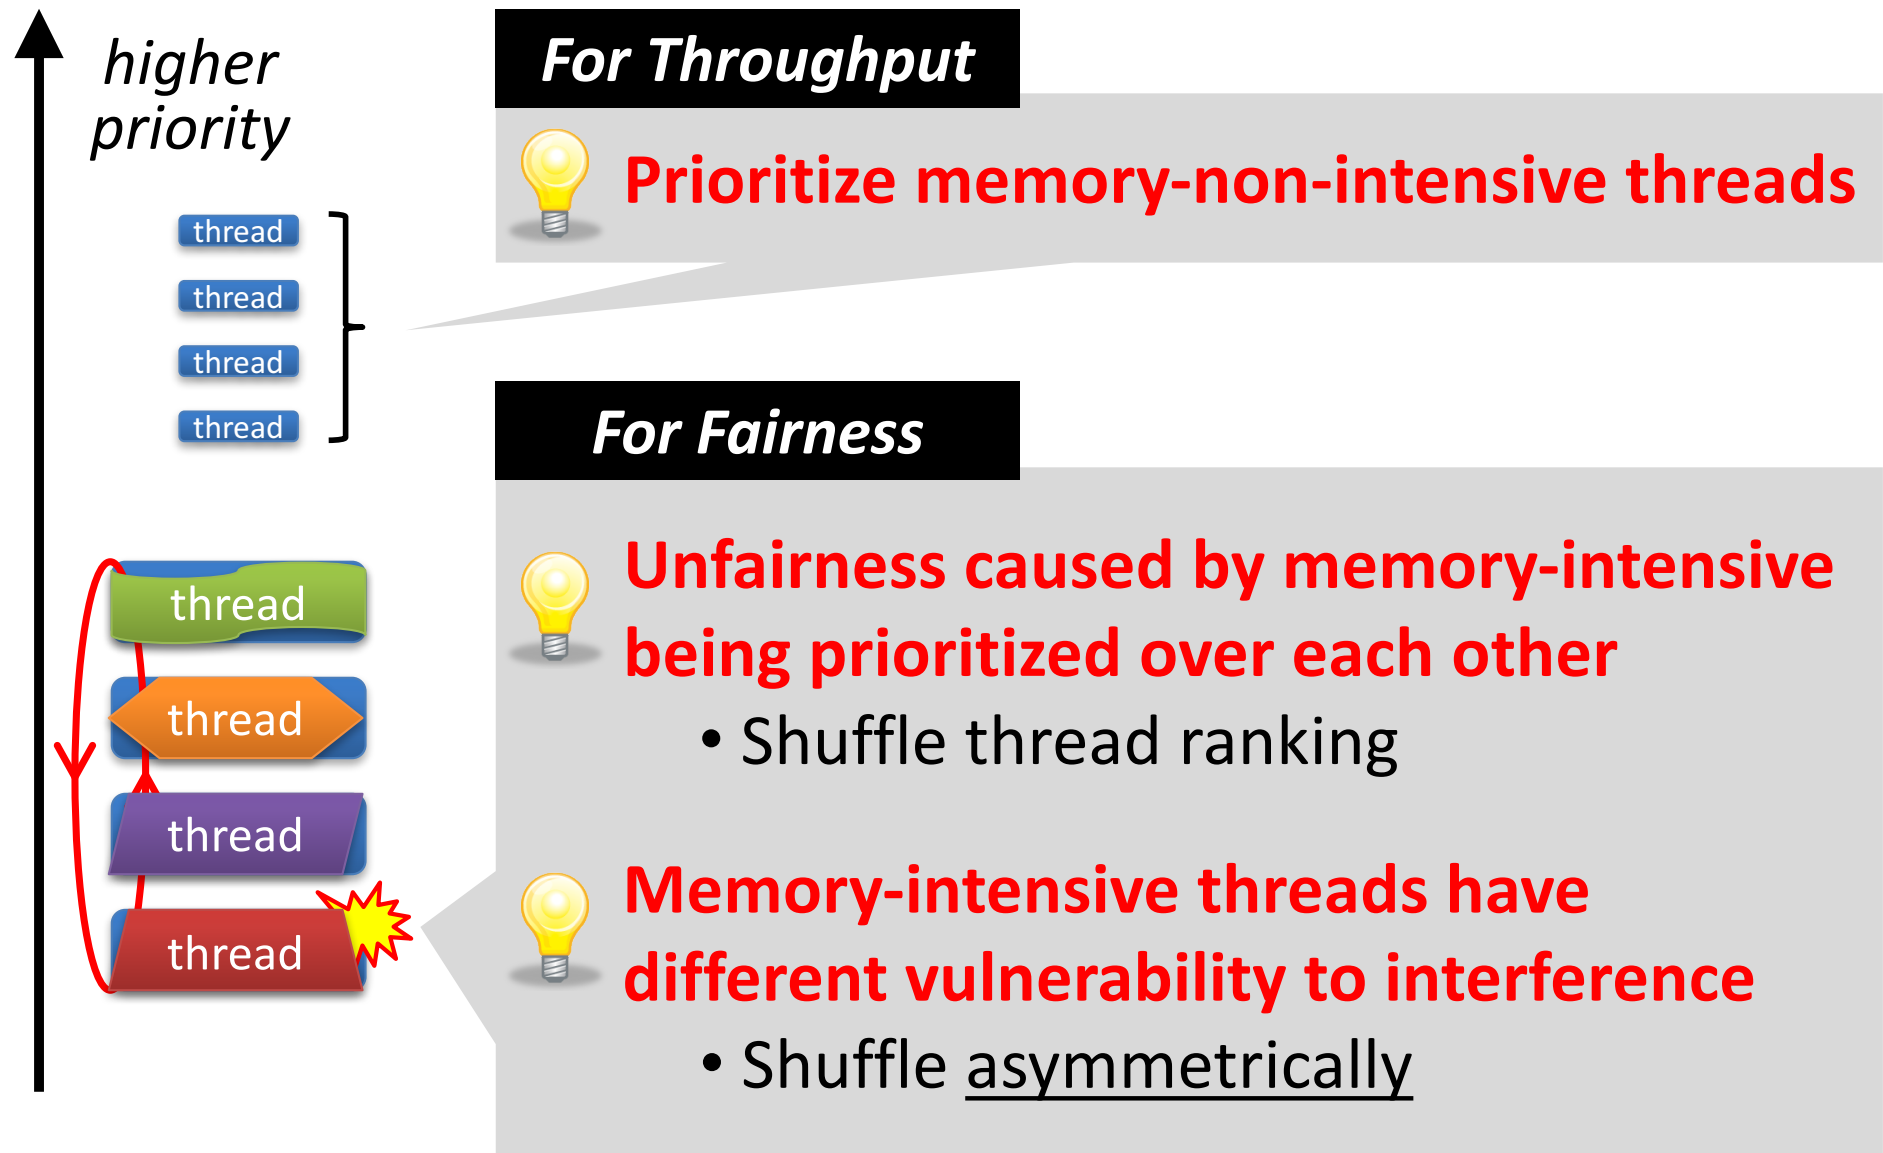 higher
priority
thread
thread
thread
thread
thread
thread
thread
thread
For Throughput
Prioritize memory-non-intensive threads
For Fairness
Unfairness caused by memory-intensive
being prioritized over each other
• Shuffle thread ranking
Memory-intensive threads have
different vulnerability to interference
• Shuffle asymmetrically